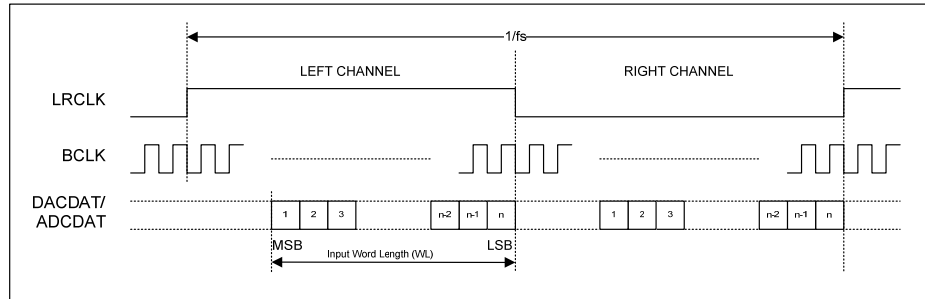 1/fs
LEFT CHANNEL RIGHT CHANNEL
LRCLK
BCLK
DACDAT/
ADCDAT
1 2 3 n-2 n-1 n 1 2 3 n-2 n-1 n
MSB LSB
Input Word Length (WL)